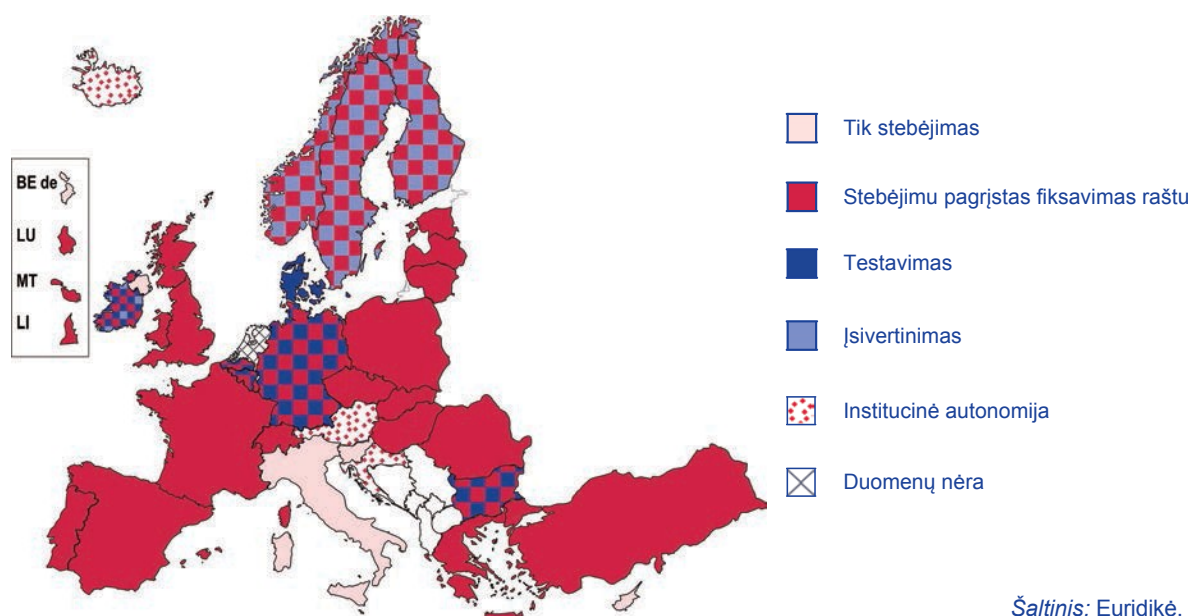 BE de
LU
MT
LI
Tik stebėjimas
Stebėjimu pagrįstas fiksavimas raštu
Testavimas
Įsivertinimas
Institucinė autonomija
Duomenų nėra
Šaltinis: Euridikė.